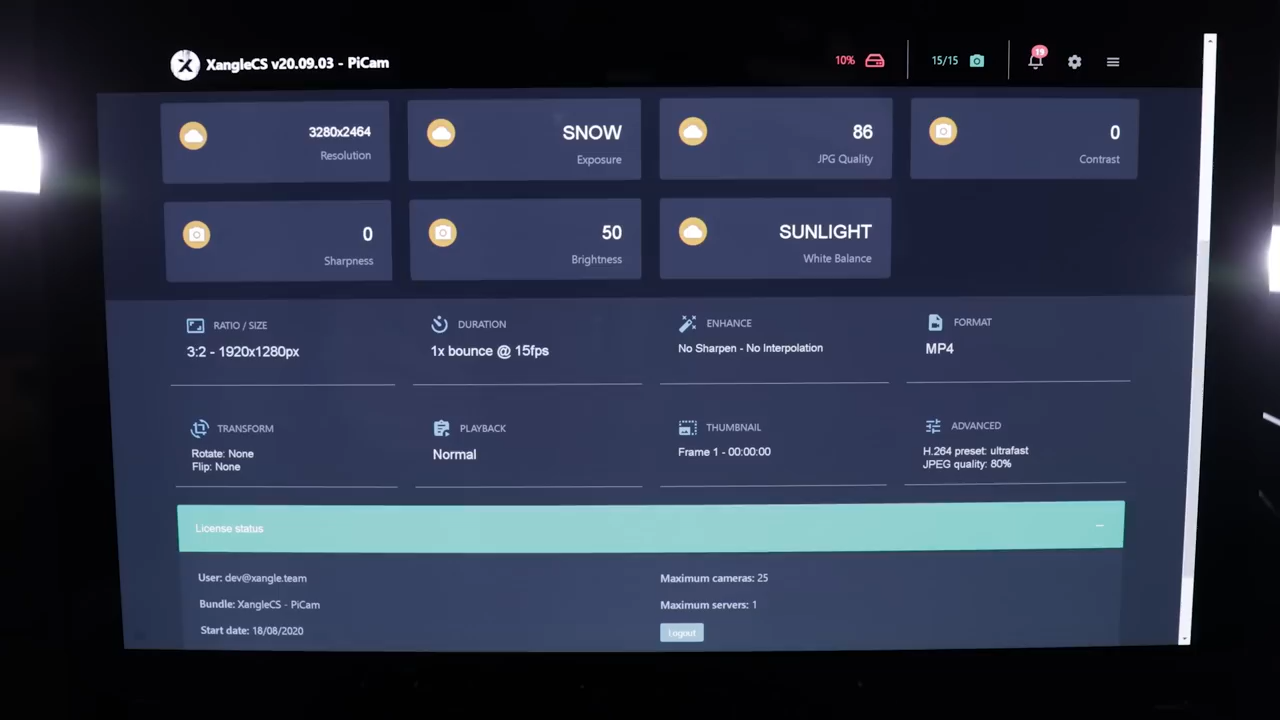 XangleCS v20.09.03 - PiCam
10%
15/15
19
3280x2464
Resolution
SNOW
Exposure
86
JPG Quality
0
Contrast
0
Sharpness
50
Brightness
SUNLIGHT
White Balance
RATIO / SIZE
3:2 - 1920x1280px
DURATION
1x bounce @ 15fps
ENHANCE
No Sharpen - No Interpolation
FORMAT
MP4
TRANSFORM
Rotate: None
Flip: None
PLAYBACK
Normal
THUMBNAIL
Frame 1 - 00:00:00
ADVANCED
H.264 preset: ultrafast
JPEG quality: 80%
License status
User: dev@xangle.team
Bundle: XangleCS - PiCam
Start date: 18/08/2020
Maximum cameras: 25
Maximum servers: 1
Logout